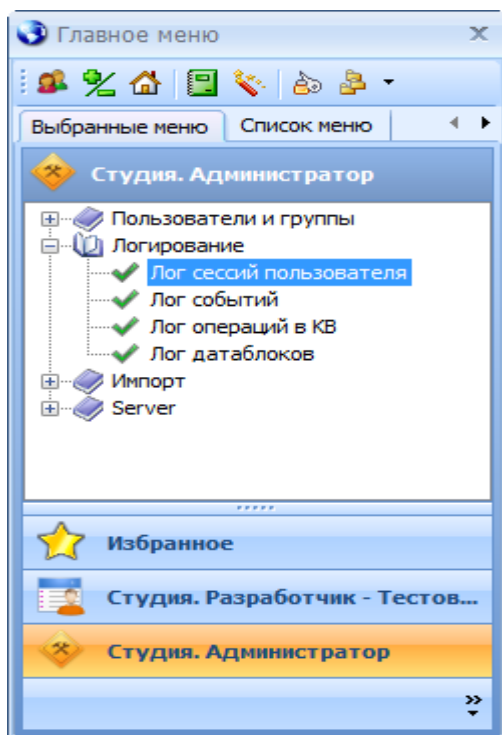 Главное меню
Выбранные меню Список меню
Студия. Администратор
Пользователи и группы
Логирование
Лог сессий пользователя
Лог событий
Лог операций в КВ
Лог датаблоков
Импорт
Server
Избранное
Студия. Разработчик - Тестов...
Студия. Администратор